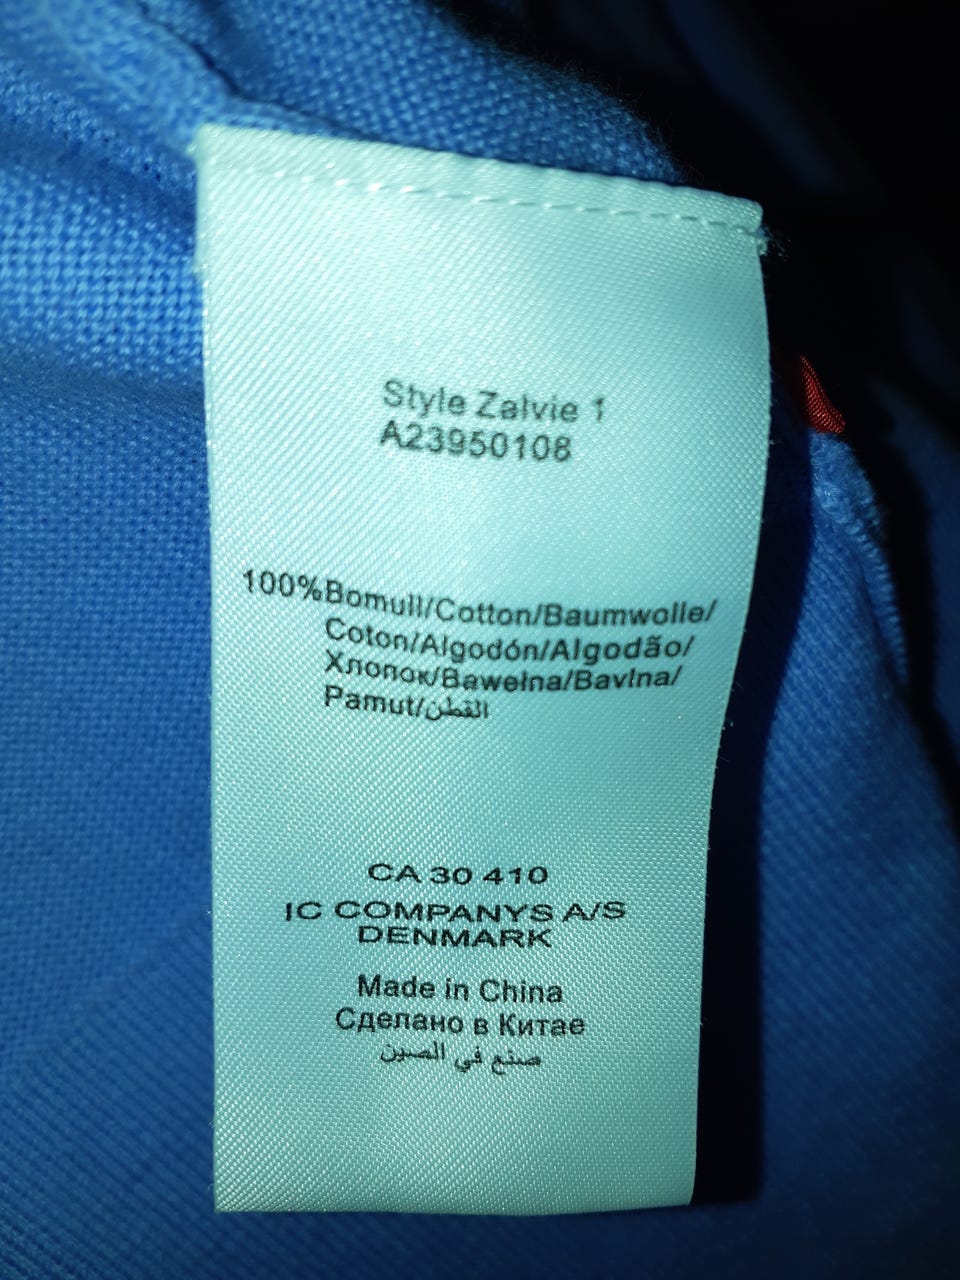 Style Zalvie 1
A23950108
100%Bomull/Cotton/Baumwolle/
Coton/Algodón/Algodão/
Хлопок/Bawełna/Bavlna/
Pamut/القطن
CA 30 410
IC COMPANYS A/S
DENMARK
Made in China
Сделано в Китае
صنع في الصين